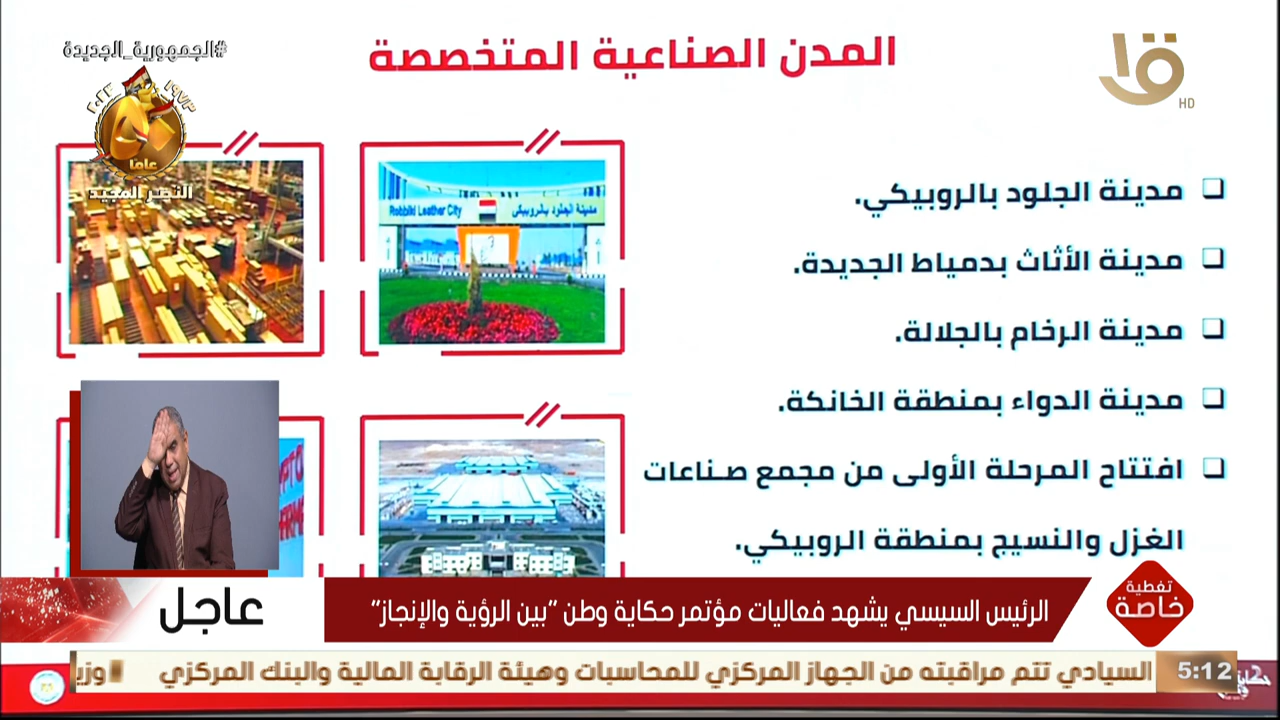 #الجمهورية_الجديدة
١٩٧٣
٢٠٢٣
٥٠
عاما
النصر المجيد
المدن الصناعية المتخصصة
HD
مدينة الجلود بالروبيكي.
مدينة الأثاث بدمياط الجديدة.
مدينة الرخام بالجلالة.
مدينة الدواء بمنطقة الخانكة.
افتتاح المرحلة الأولى من مجمع صناعات
الغزل والنسيج بمنطقة الروبيكي.
Robbiki Leather City
مدينة الجلود بالروبيكي
تغطية
خاصة
الرئيس السيسي يشهد فعاليات مؤتمر حكاية وطن "بين الرؤية والإنجاز"
عاجل
5:12
السيادي تتم مراقبته من الجهاز المركزي للمحاسبات وهيئة الرقابة المالية والبنك المركزي